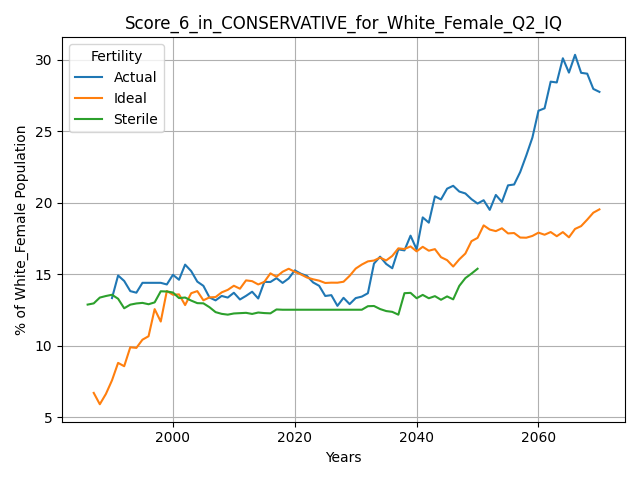 Score_6_in_CONSERVATIVE_for_White_Female_Q2_IQ
Fertility
Actual
Ideal
Sterile
% of White_Female Population
30
25
20
15
10
5
2000
2020
2040
2060
Years